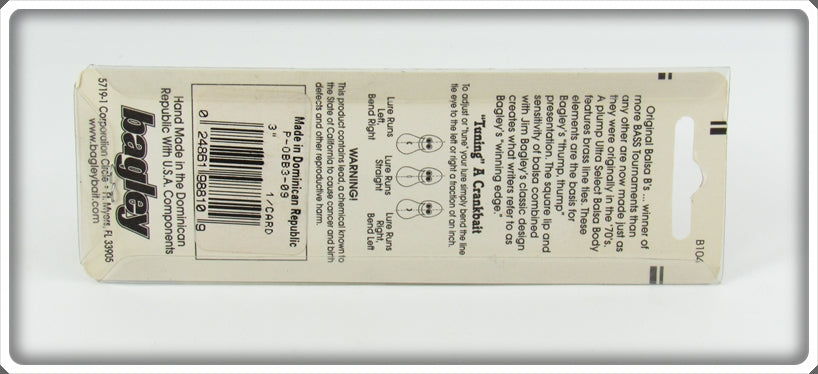 B104
Original Balsa B's ... winner of
more BASS Tournaments than
any other are now made just as
they were originally in the '70's.
A plump Ultra Select Balsa Body
features brass line ties. These
elements are the basis for
Bagley's "thump, thump"
presentation. The square lip and
sensitivity of balsa combined
with Jim Bagley's classic design
creates what writers refer to as
Bagley's "winning edge."
"Tuning" A Crankbait
To adjust or "tune" your lure simply bend the line
tie eye to the left or right a fraction of an inch.
Lure Runs Left, Bend Right
Lure Runs Straight
Lure Runs Right, Bend Left
WARNING!
This product contains lead, a chemical known to
the State of California to cause cancer and birth
defects and other reproductive harm.
Made in Dominican Republic
P-OBB3-09
3" 1/CARD
0 24961 98810 9
Hand Made in the Dominican
Republic With U.S.A. Components
bagley
5719-1 Corporation Circle • Ft. Myers, FL 33905
www.bagleybait.com